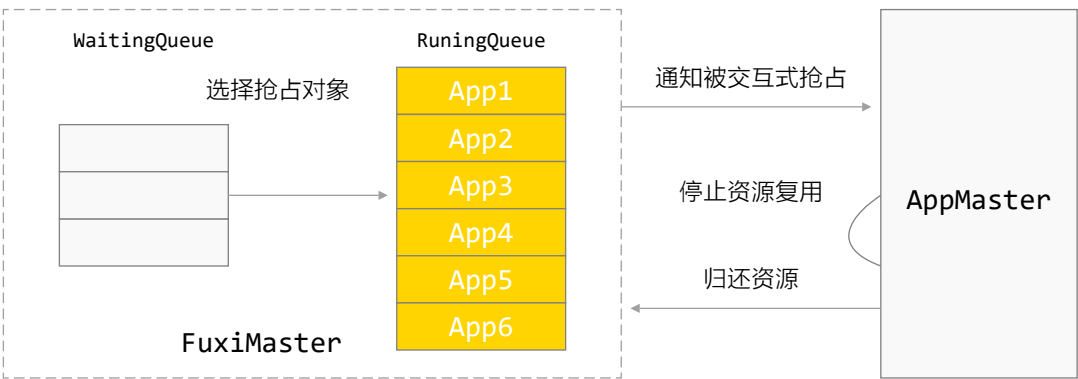 WaitingQueue
RuningQueue
选择抢占对象
App1
App2
App3
App4
App5
App6
FuxiMaster
通知被交互式抢占
停止资源复用
归还资源
AppMaster